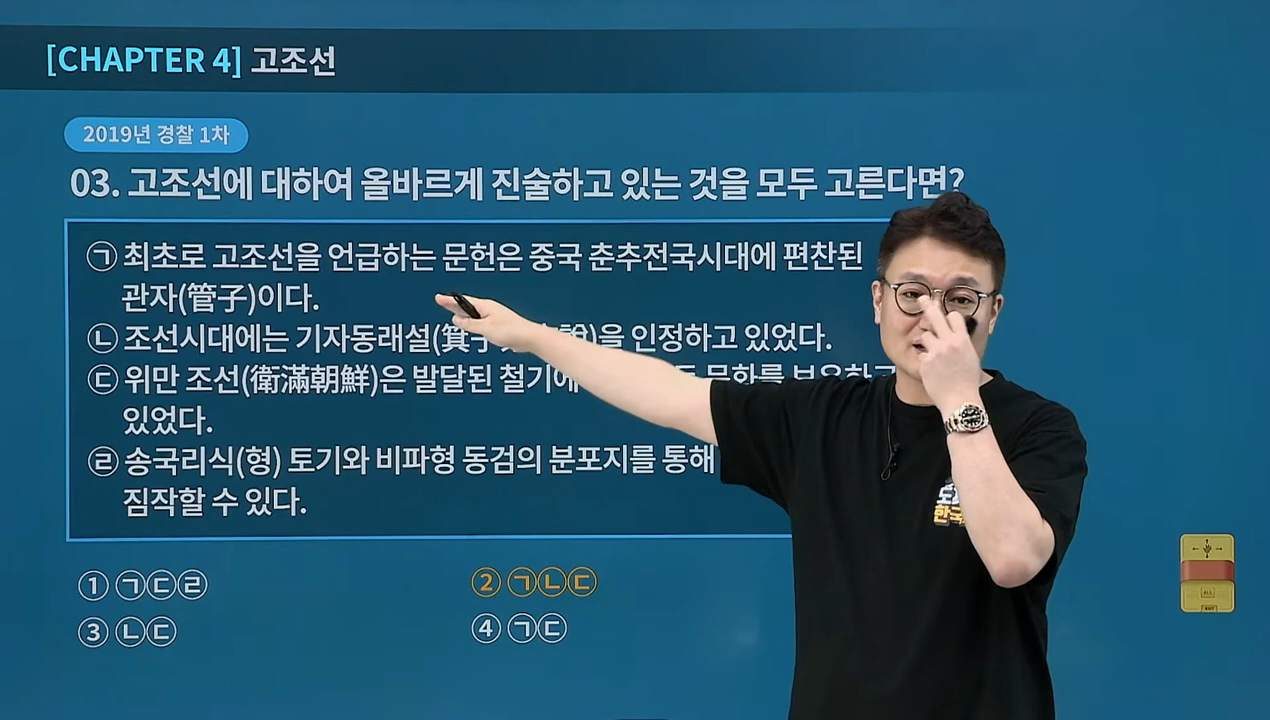 [CHAPTER 4] 고조선
2019년 경찰 1차
03. 고조선에 대하여 올바르게 진술하고 있는 것을 모두 고른다면?
㉠ 최초로 고조선을 언급하는 문헌은 중국 춘추전국시대에 편찬된
관자(管子)이다.
㉡ 조선시대에는 기자동래설(箕子 說)을 인정하고 있었다.
㉢ 위만 조선(衛滿朝鮮)은 발달된 철기 문화를 보유하고
있었다.
㉣ 송국리식(형) 토기와 비파형 동검의 분포지를 통해
짐작할 수 있다.
① ㉠㉢㉣
② ㉠㉡㉢
③ ㉡㉢
④ ㉠㉢
ALL